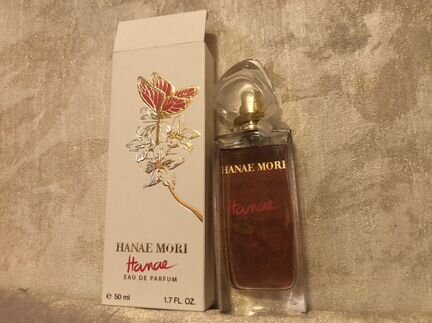 HANAE MORI
Hanae
EAU DE PARFUM
℮ 50 ml 1.7 FL. OZ.
HANAE MORI
Hanae